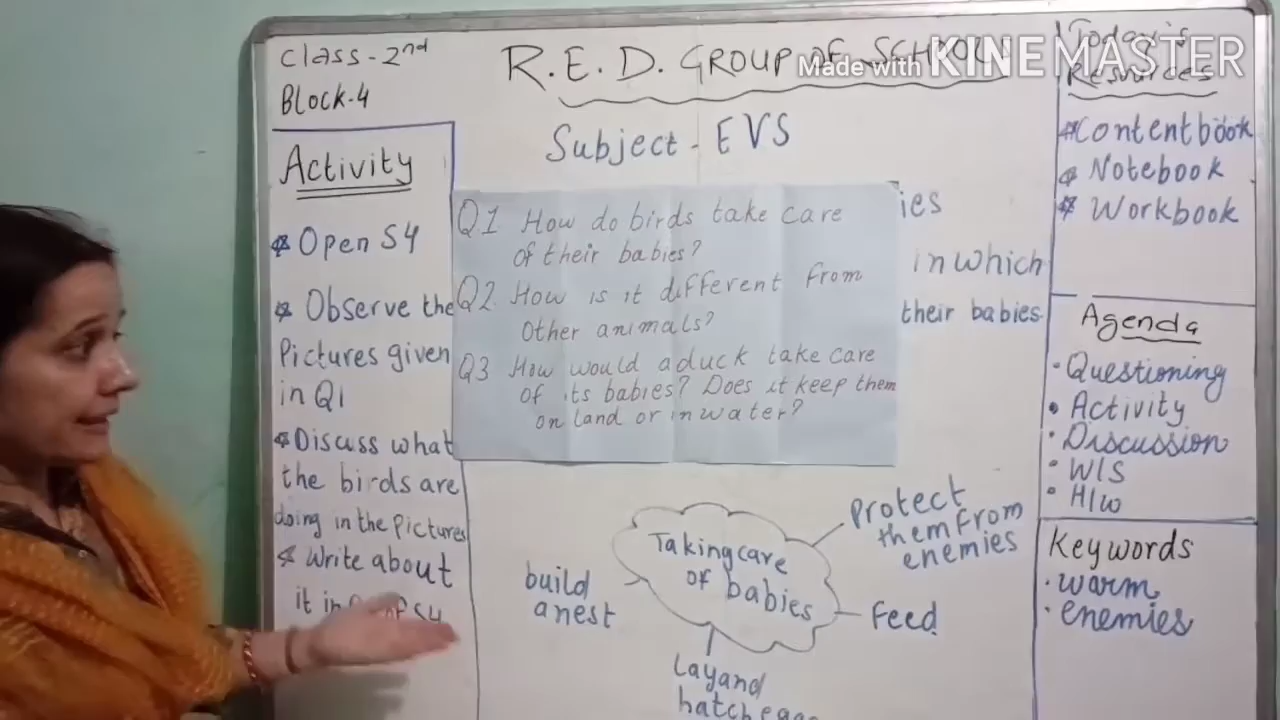 Class-2nd
Block-4
R.E.D. GROUP OF SCHOOL
Made with KINEMASTER
Subject - EVS
Activity
Open S4
Observe the
Pictures given
in Q1
Discuss what
the birds are
doing in the Pictures
Write about
it in S4
Q1 How do birds take care
of their babies?
Q2. How is it different from
Other animals?
Q3 How would a duck take care
of its babies? Does it keep them
on land or in water?
ies
in which
their babies.
Taking care
of babies
Protect
them From
enemies
Feed
build
a nest
Lay and
hatch eggs
Today's
Resources
Contentbook
Notebook
Workbook
Agenda
• Questioning
• Activity
• Discussion
• W/S
• H/w
Keywords
• warm
• enemies